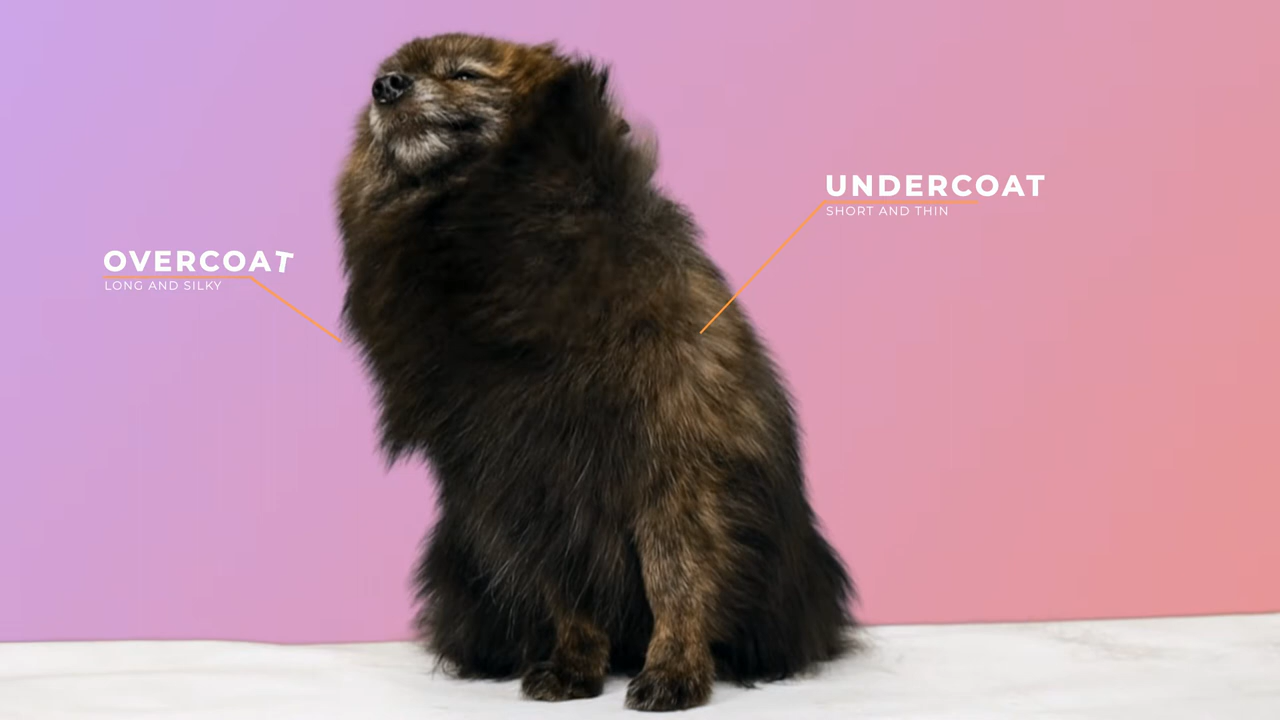 OVERCOAT
LONG AND SILKY
UNDERCOAT
SHORT AND THIN